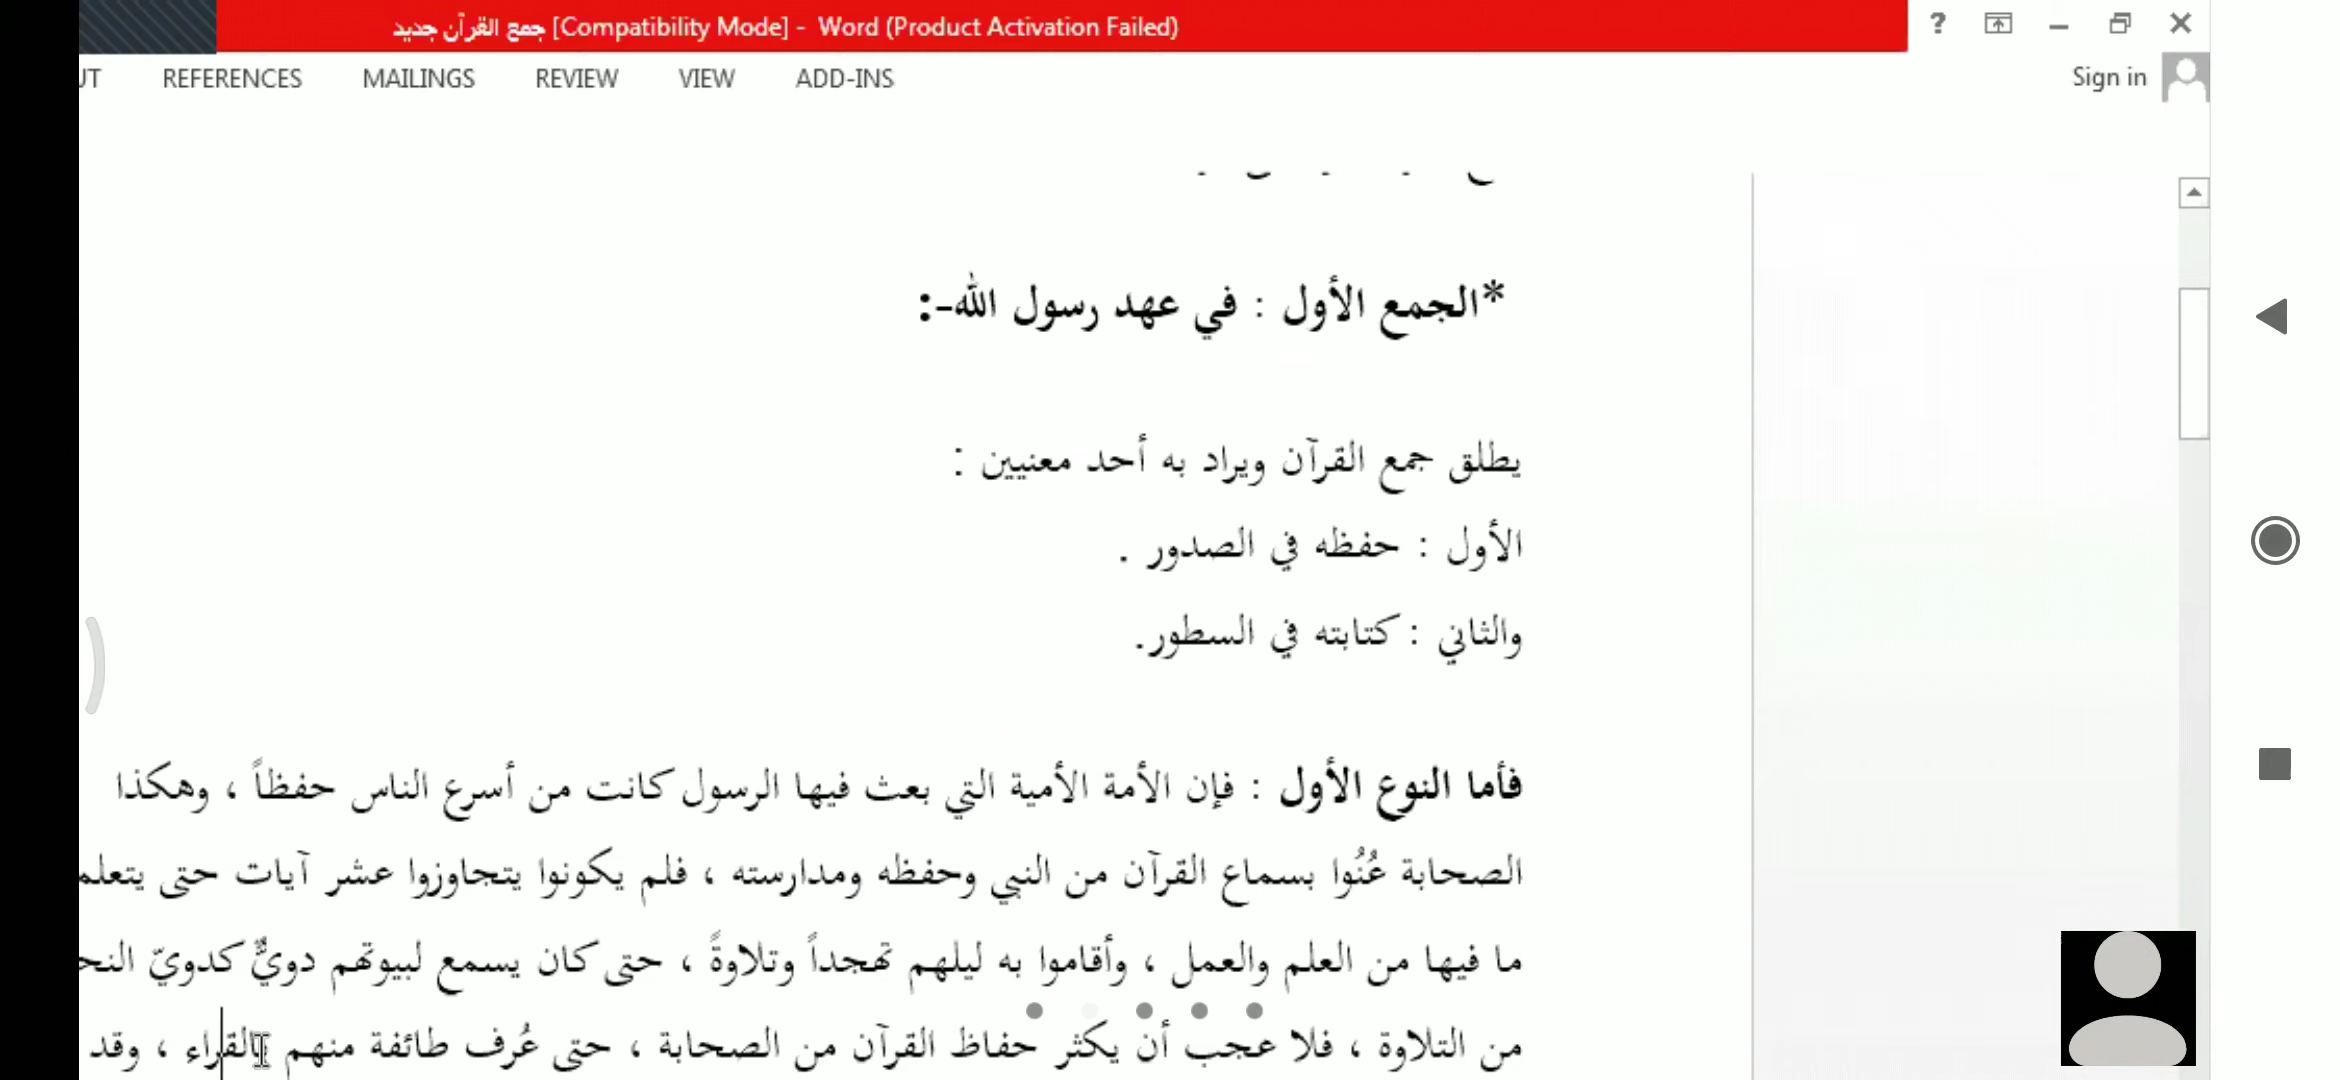 جمع القرآن جديد [Compatibility Mode] - Word (Product Activation Failed)
REFERENCES MAILINGS REVIEW VIEW ADD-INS Sign in
*الجمع الأول : في عهد رسول الله-:
يطلق جمع القرآن ويراد به أحد معنيين :
الأول : حفظه في الصدور .
والثاني : كتابته في السطور.
فأما النوع الأول : فإن الأمة الأمية التي بعث فيها الرسول كانت من أسرع الناس حفظاً ، وهكذا
الصحابة عُنُوا بسماع القرآن من النبي وحفظه ومدارسته ، فلم يكونوا يتجاوزوا عشر آيات حتى
ما فيها من العلم والعمل ، وأقاموا به ليلهم تهجداً وتلاوةً ، حتى كان يسمع لبيوتهم دويٌّ كدويّ
من التلاوة ، فلا عجب أن يكثر حفاظ القرآن من الصحابة ، حتى عُرف طائفة منهم بالقراء ، وقد